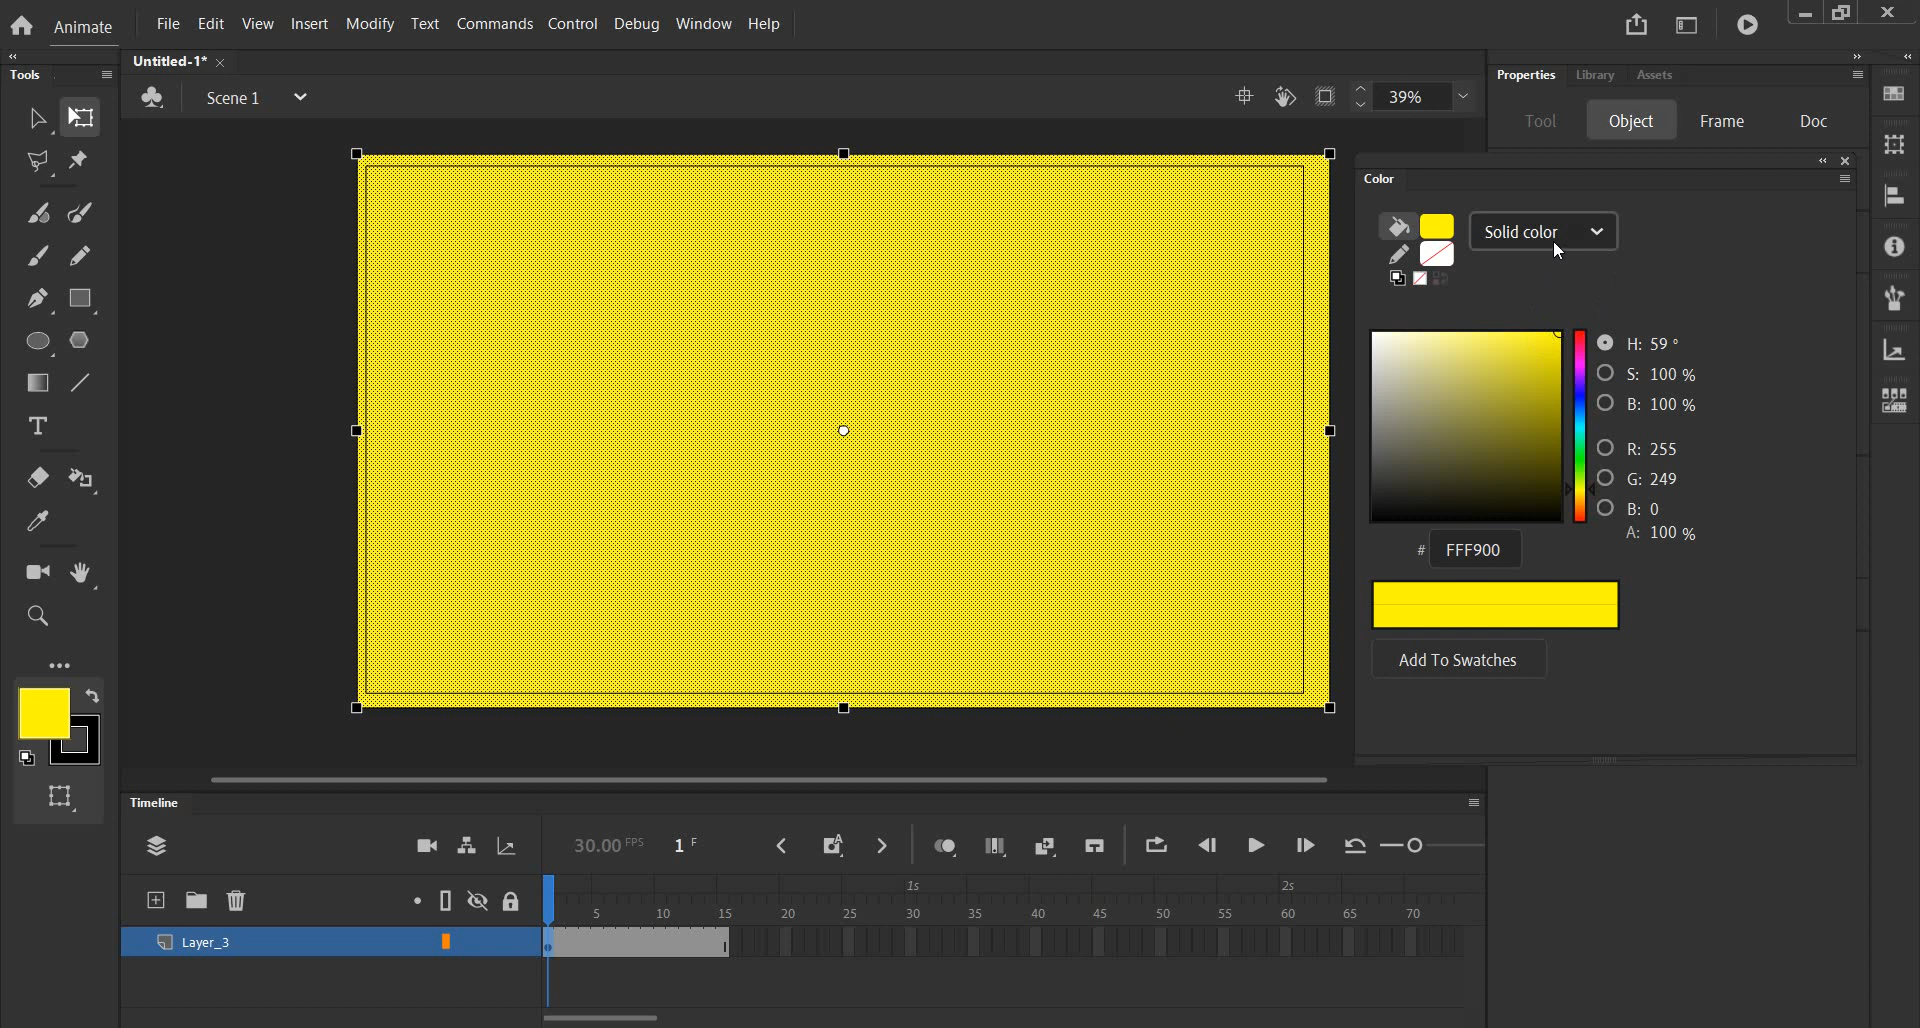 Animate File Edit View Insert Modify Text Commands Control Debug Window Help
Tools
Untitled-1*
Properties Library Assets
Scene 1
39%
Tool Object Frame Doc
Color
Solid color
H: 59 °
S: 100 %
B: 100 %
R: 255
G: 249
B: 0
A: 100 %
# FFF900
Add To Swatches
T
Timeline
30.00 FPS 1 F
1s 2s
5 10 15 20 25 30 35 40 45 50 55 60 65 70
Layer_3